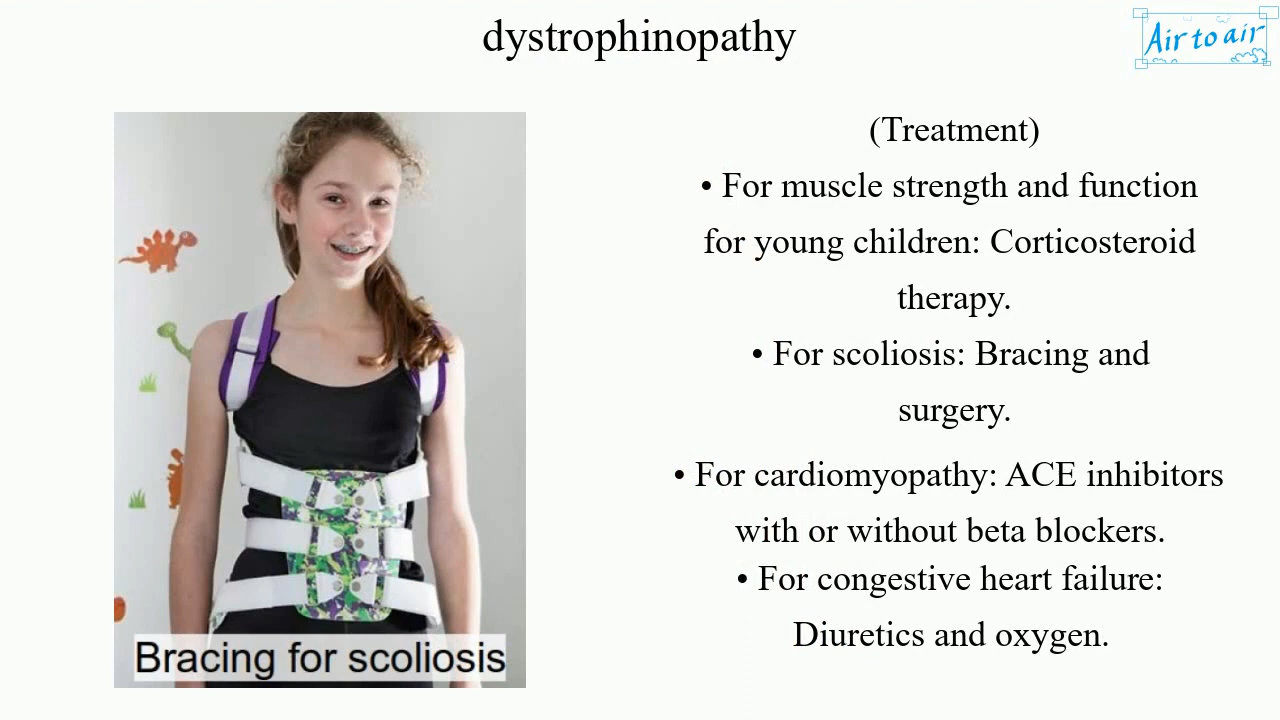 dystrophinopathy
Air to air
(Treatment)
• For muscle strength and function
for young children: Corticosteroid
therapy.
• For scoliosis: Bracing and
surgery.
• For cardiomyopathy: ACE inhibitors
with or without beta blockers.
• For congestive heart failure:
Diuretics and oxygen.
Bracing for scoliosis